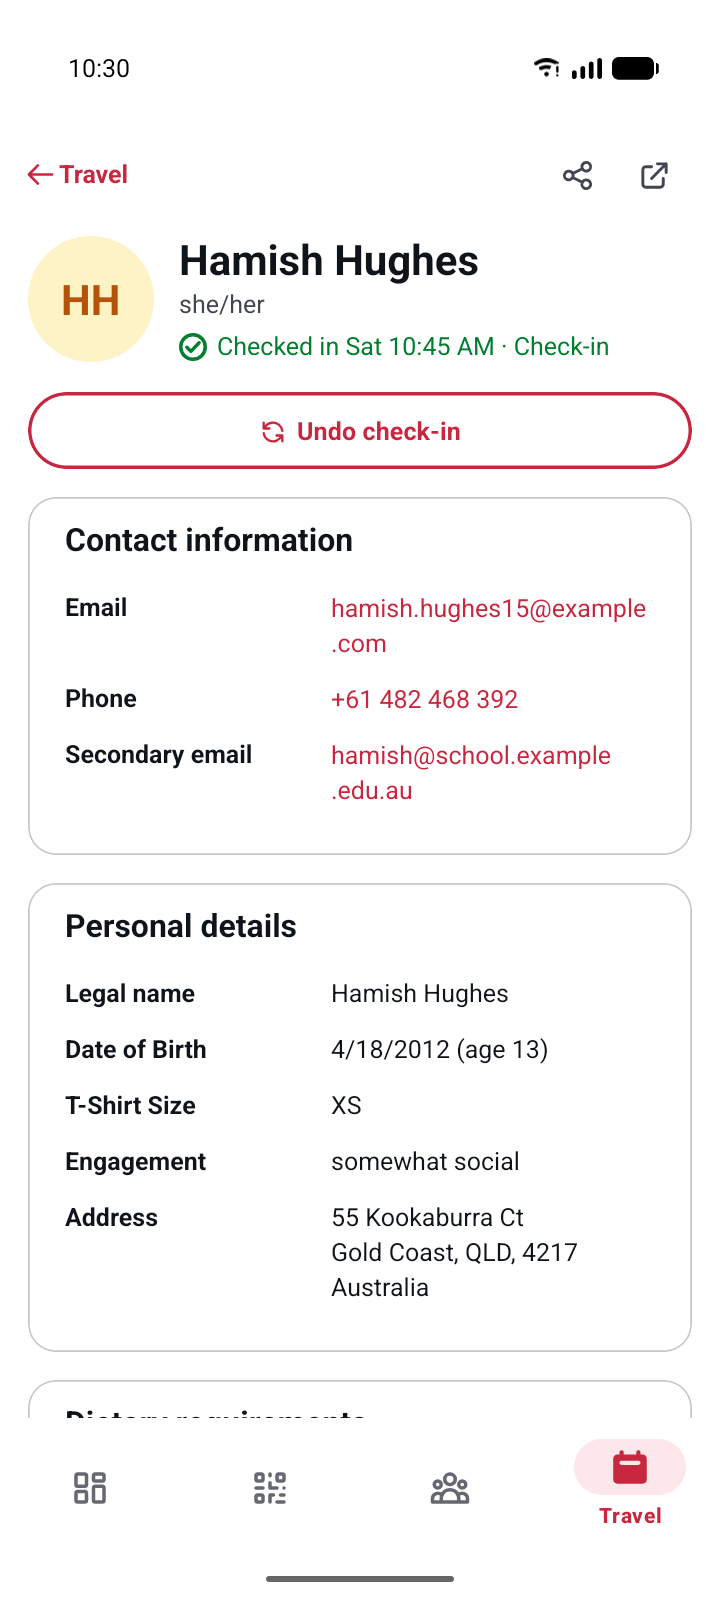 10:30
Travel
HH
Hamish Hughes
she/her
Checked in Sat 10:45 AM · Check-in
Undo check-in
Contact information
Email
hamish.hughes15@example
.com
Phone
+61 482 468 392
Secondary email
hamish@school.example
.edu.au
Personal details
Legal name
Hamish Hughes
Date of Birth
4/18/2012 (age 13)
T-Shirt Size
XS
Engagement
somewhat social
Address
55 Kookaburra Ct
Gold Coast, QLD, 4217
Australia
Dietary requirements
Travel